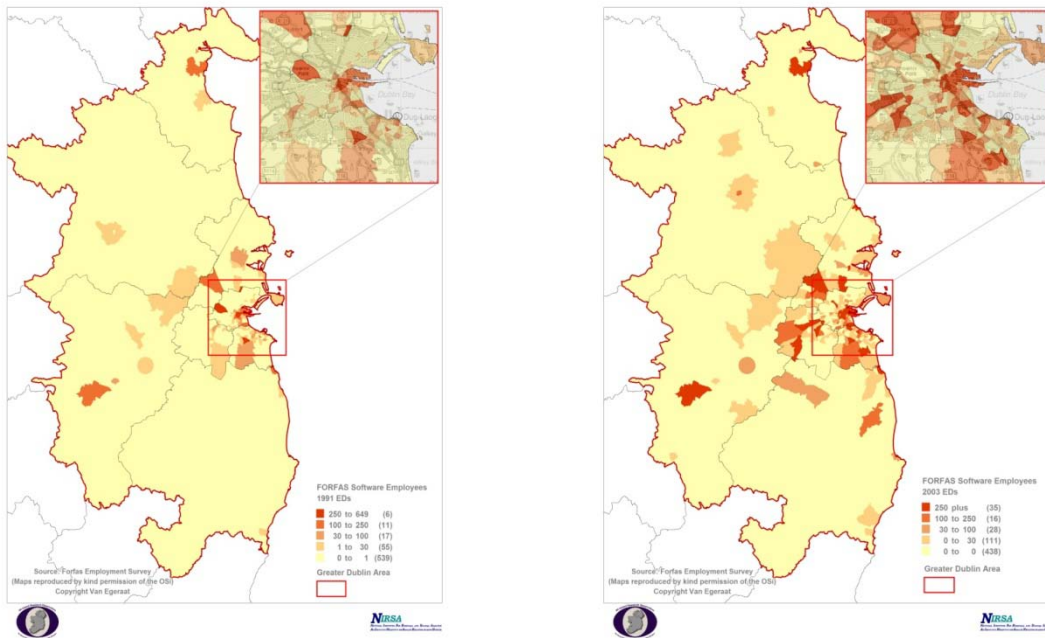 Dublin Bay
FORFAS Software Employees
1991 EDs
250 to 649 (6)
100 to 250 (11)
30 to 100 (17)
1 to 30 (55)
0 to 1 (539)
Source: Forfas Employment Survey
(Maps reproduced by kind permission of the OSi)
Copyright Van Egeraat
Greater Dublin Area
NIRSA
Dublin Bay
FORFAS Software Employees
2003 EDs
250 plus (35)
100 to 250 (16)
30 to 100 (28)
0 to 30 (111)
0 to 0 (438)
Source: Forfas Employment Survey
(Maps reproduced by kind permission of the OSi)
Copyright Van Egeraat
Greater Dublin Area
NIRSA